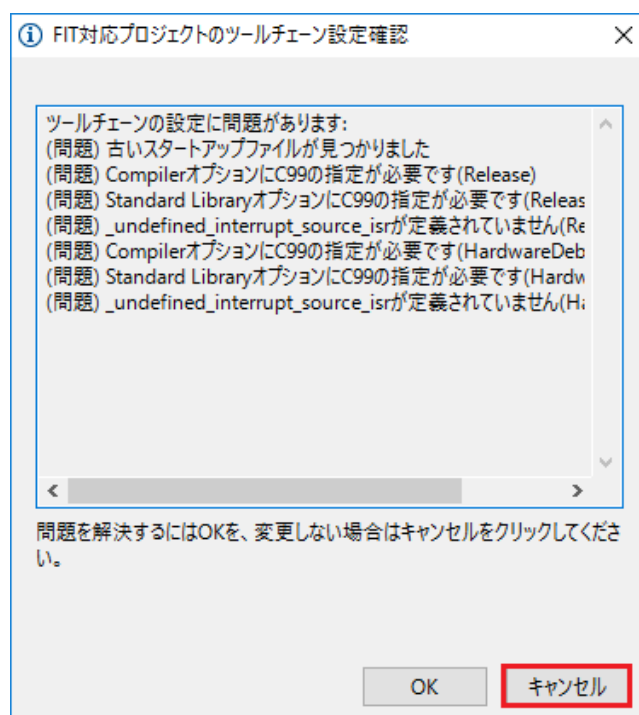 FIT対応プロジェクトのツールチェーン設定確認
ツールチェーンの設定に問題があります:
(問題) 古いスタートアップファイルが見つかりました
(問題) CompilerオプションにC99の指定が必要です(Release)
(問題) Standard LibraryオプションにC99の指定が必要です(Releas
(問題) _undefined_interrupt_source_isrが定義されていません(Re
(問題) CompilerオプションにC99の指定が必要です(HardwareDeb
(問題) Standard LibraryオプションにC99の指定が必要です(Hardw
(問題) _undefined_interrupt_source_isrが定義されていません(Ha
問題を解決するにはOKを、変更しない場合はキャンセルをクリックしてくださ
い。
OK
キャンセル